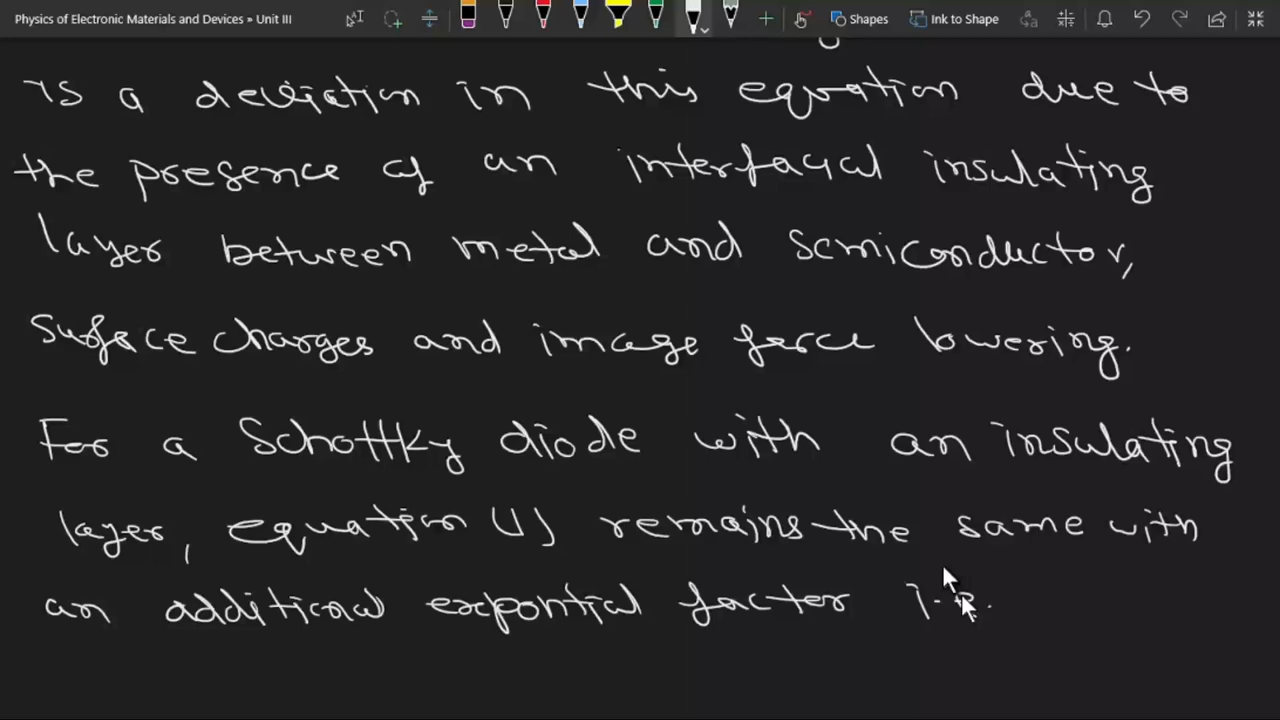 Physics of Electronic Materials and Devices » Unit III
Shapes
Ink to Shape
is a deviation in this equation due to
the presence of an interfacial insulating
layer between metal and semiconductor,
surface charges and image force lowering.
For a Schottky diode with an insulating
layer, equation (1) remains the same with
an additional expontial factor i.e.